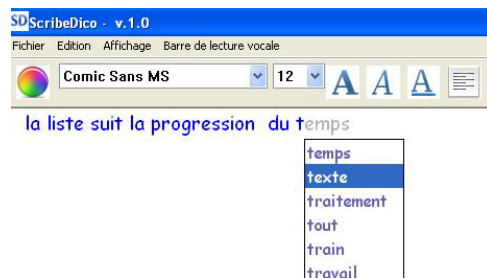 SD ScribeDico - v.1.0
Fichier Edition Affichage Barre de lecture vocale
Comic Sans MS 12 A A A
la liste suit la progression du temps
temps
texte
traitement
tout
train
travail